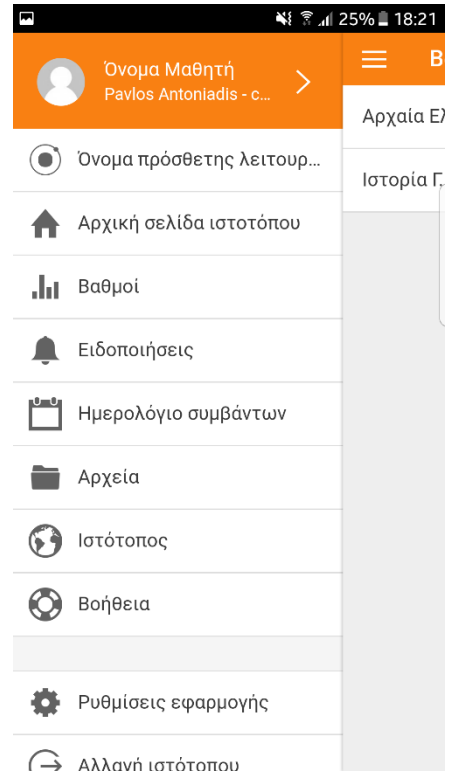 25% 18:21
Όνομα Μαθητή
Pavlos Antoniadis - c...
Β
Αρχαία Ελ
Όνομα πρόσθετης λειτουρ...
Ιστορία Γ.
Αρχική σελίδα ιστοτόπου
Βαθμοί
Ειδοποιήσεις
Ημερολόγιο συμβάντων
Αρχεία
Ιστότοπος
Βοήθεια
Ρυθμίσεις εφαρμογής
Αλλαγή ιστότοπου